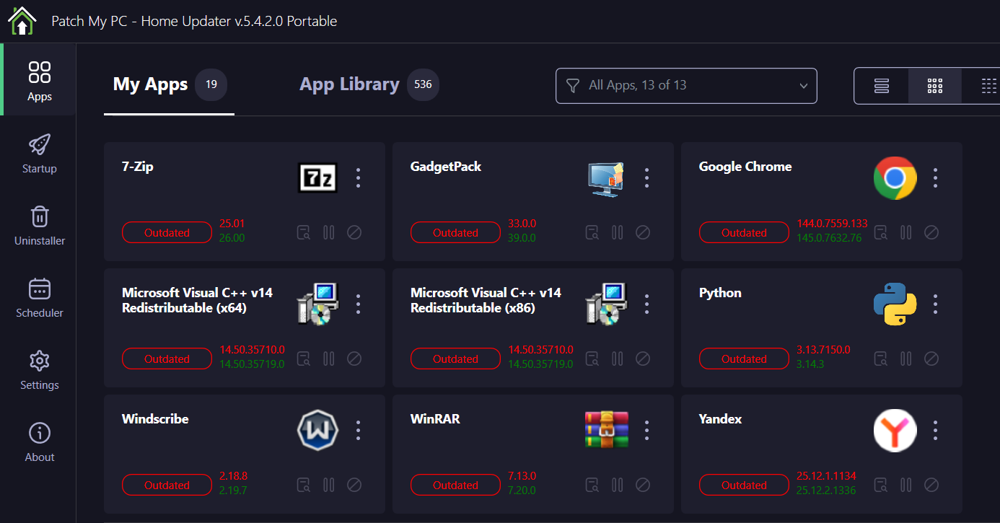 Patch My PC - Home Updater v.5.4.2.0 Portable
Apps
Startup
Uninstaller
Scheduler
Settings
About
My Apps 19
App Library 536
All Apps, 13 of 13
7-Zip
7z
Outdated
25.01
26.00
GadgetPack
Outdated
33.0.0
39.0.0
Google Chrome
Outdated
144.0.7559.133
145.0.7632.76
Microsoft Visual C++ v14
Redistributable (x64)
Outdated
14.50.35710.0
14.50.35719.0
Microsoft Visual C++ v14
Redistributable (x86)
Outdated
14.50.35710.0
14.50.35719.0
Python
Outdated
3.13.7150.0
3.14.3
Windscribe
W
Outdated
2.18.8
2.19.7
WinRAR
Outdated
7.13.0
7.20.0
Yandex
Y
Outdated
25.12.1.1134
25.12.2.1336